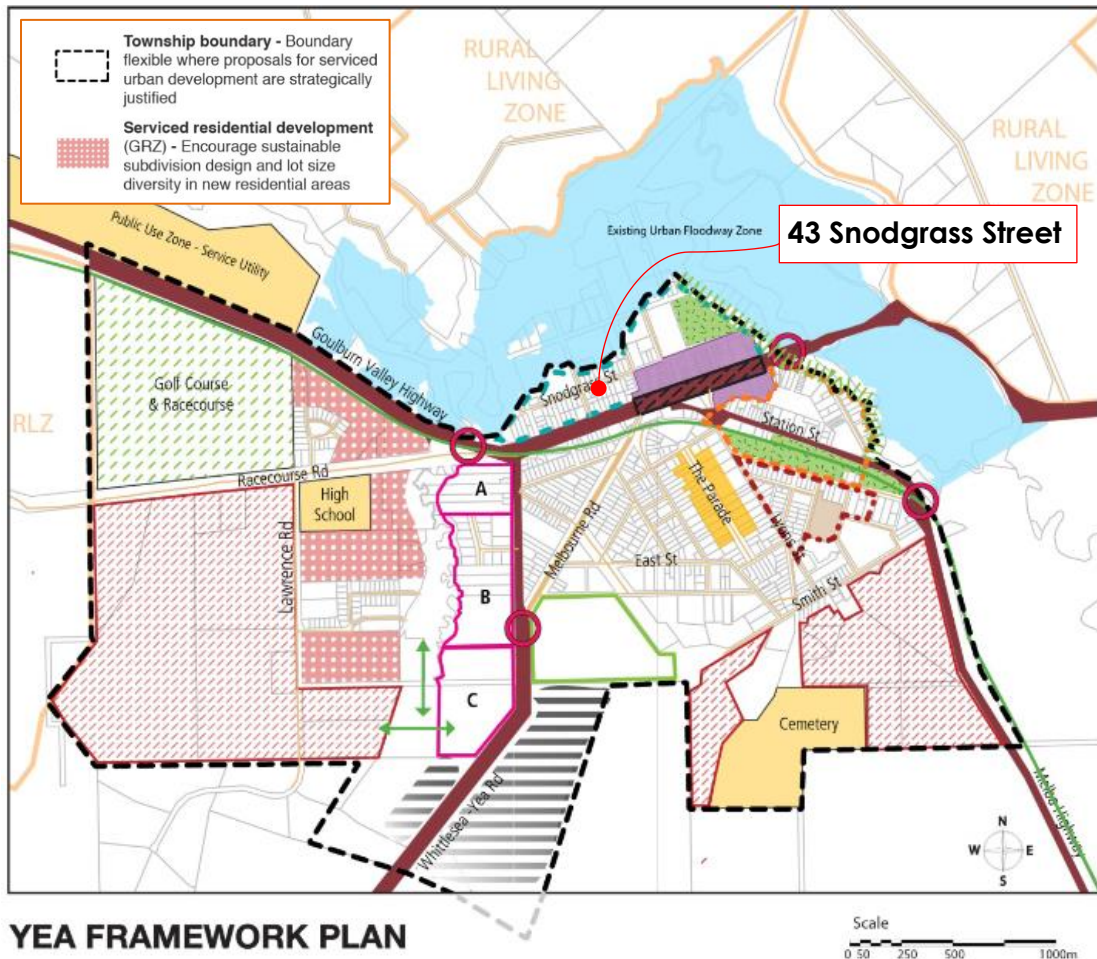 Township boundary - Boundary
flexible where proposals for serviced
urban development are strategically
justified
Serviced residential development
(GRZ) - Encourage sustainable
subdivision design and lot size
diversity in new residential areas
RURAL
LIVING
ZONE
RURAL
LIVING
ZONE
Public Use Zone - Service Utility
Existing Urban Floodway Zone
43 Snodgrass Street
Goulburn Valley Highway
Snodgrass St
Golf Course
& Racecourse
RLZ
Station St
Racecourse Rd
High
School
A
The Parade
Melbourne Rd
Lawrence Rd
East St
B
Smith St
C
Cemetery
Whittlesea -Yea Rd
Melba Highway
N
W
E
S
YEA FRAMEWORK PLAN
Scale
0 50 250 500 1000m